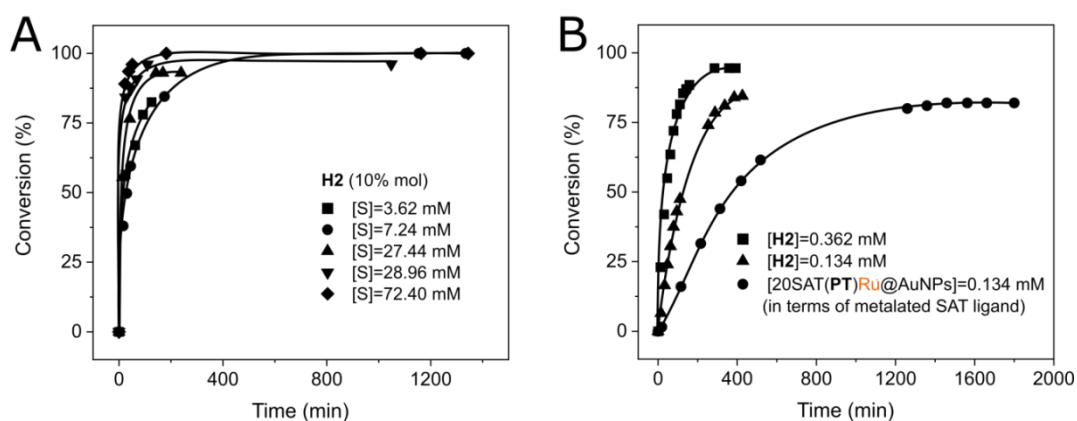 A
Conversion (%)
100
75
50
25
0
H2 (10% mol)
[S]=3.62 mM
[S]=7.24 mM
[S]=27.44 mM
[S]=28.96 mM
[S]=72.40 mM
0 400 800 1200
Time (min)
B
Conversion (%)
100
75
50
25
0
[H2]=0.362 mM
[H2]=0.134 mM
[20SAT(PT)Ru@AuNPs]=0.134 mM
(in terms of metalated SAT ligand)
0 400 800 1200 1600 2000
Time (min)